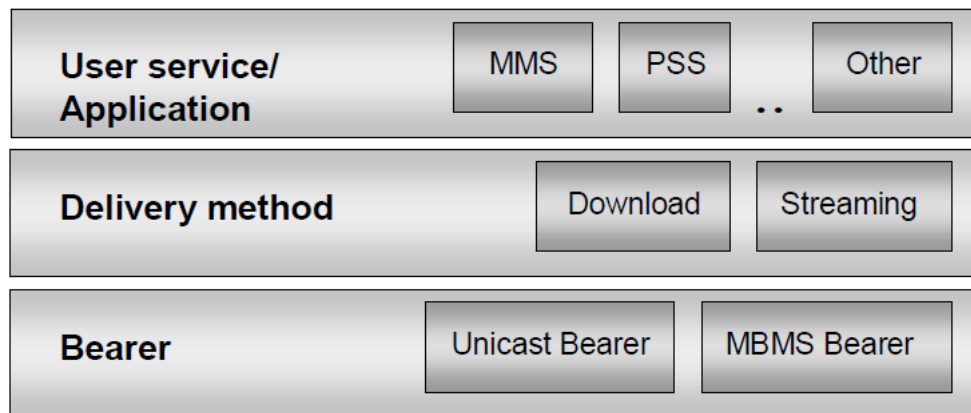 User service/
Application
MMS
PSS
. .
Other
Delivery method
Download
Streaming
Bearer
Unicast Bearer
MBMS Bearer